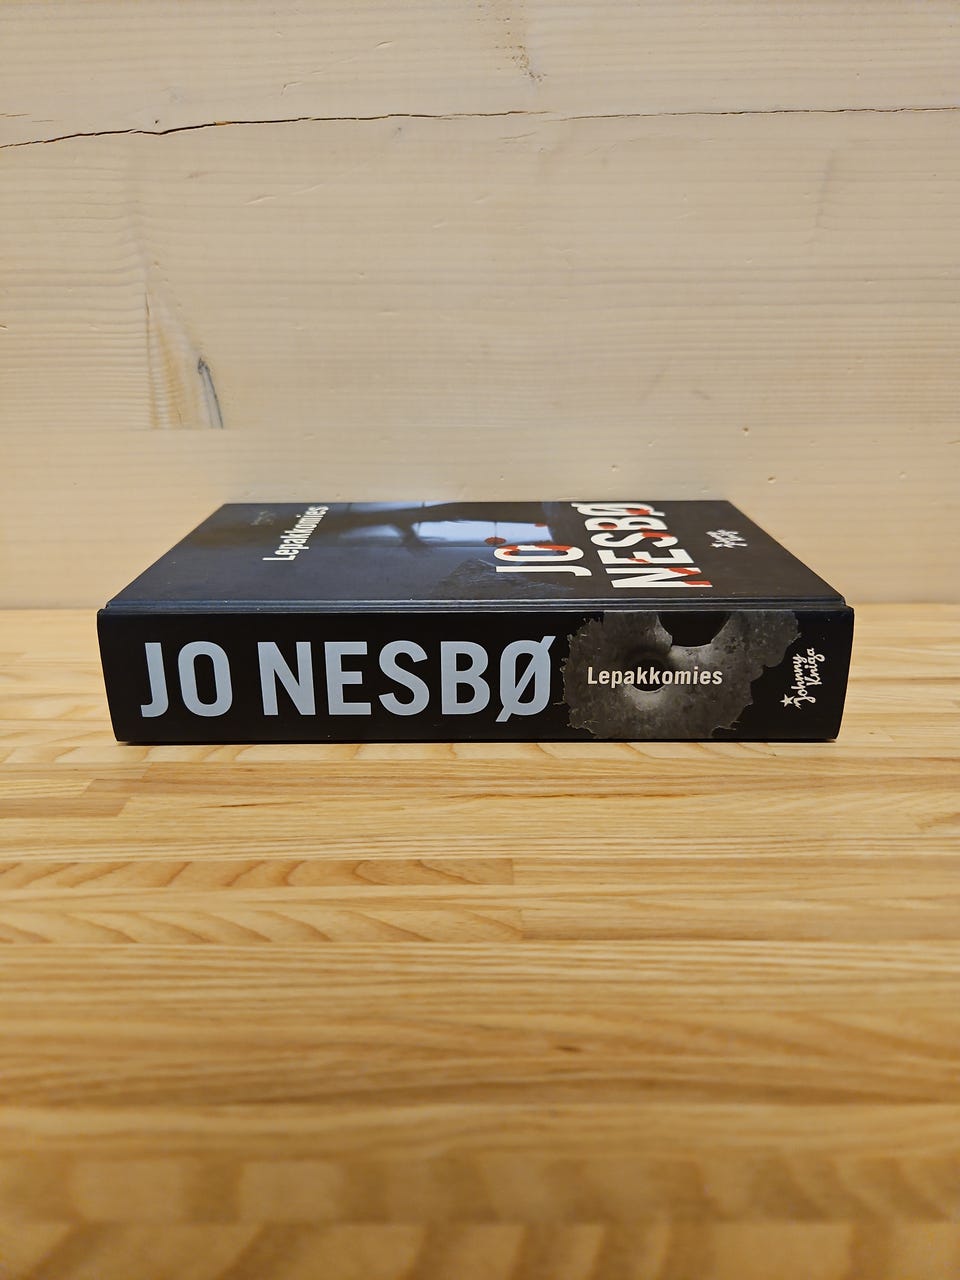 Lepakkomies
JO
NESBØ
JO NESBØ
Lepakkomies
Johnny
Kniga